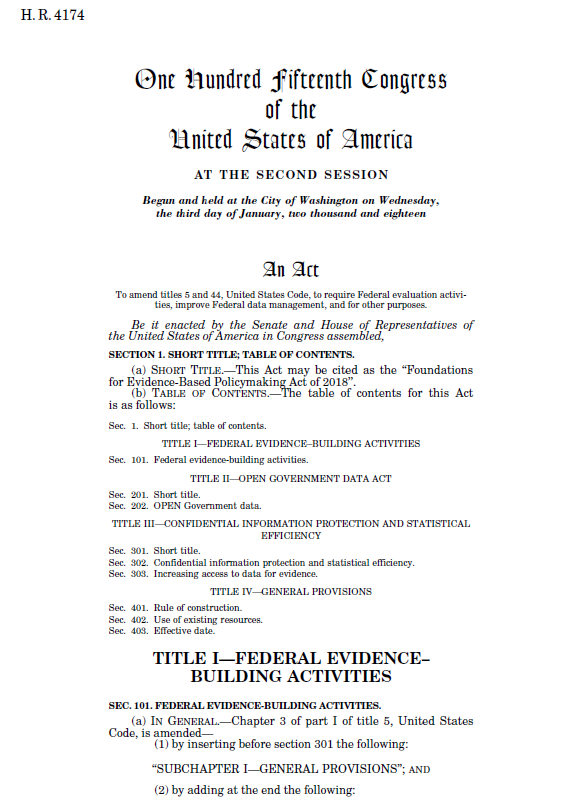 H. R. 4174
One Hundred Fifteenth Congress
of the
United States of America
AT THE SECOND SESSION
Begun and held at the City of Washington on Wednesday,
the third day of January, two thousand and eighteen
An Act
To amend titles 5 and 44, United States Code, to require Federal evaluation activi-
ties, improve Federal data management, and for other purposes.
Be it enacted by the Senate and House of Representatives of
the United States of America in Congress assembled,
SECTION 1. SHORT TITLE; TABLE OF CONTENTS.
(a) SHORT TITLE.—This Act may be cited as the “Foundations
for Evidence-Based Policymaking Act of 2018”.
(b) TABLE OF CONTENTS.—The table of contents for this Act
is as follows:
Sec. 1. Short title; table of contents.
TITLE I—FEDERAL EVIDENCE–BUILDING ACTIVITIES
Sec. 101. Federal evidence-building activities.
TITLE II—OPEN GOVERNMENT DATA ACT
Sec. 201. Short title.
Sec. 202. OPEN Government data.
TITLE III—CONFIDENTIAL INFORMATION PROTECTION AND STATISTICAL
EFFICIENCY
Sec. 301. Short title.
Sec. 302. Confidential information protection and statistical efficiency.
Sec. 303. Increasing access to data for evidence.
TITLE IV—GENERAL PROVISIONS
Sec. 401. Rule of construction.
Sec. 402. Use of existing resources.
Sec. 403. Effective date.
TITLE I—FEDERAL EVIDENCE–
BUILDING ACTIVITIES
SEC. 101. FEDERAL EVIDENCE-BUILDING ACTIVITIES.
(a) IN GENERAL.—Chapter 3 of part I of title 5, United States
Code, is amended—
(1) by inserting before section 301 the following:
“SUBCHAPTER I—GENERAL PROVISIONS”; AND
(2) by adding at the end the following: